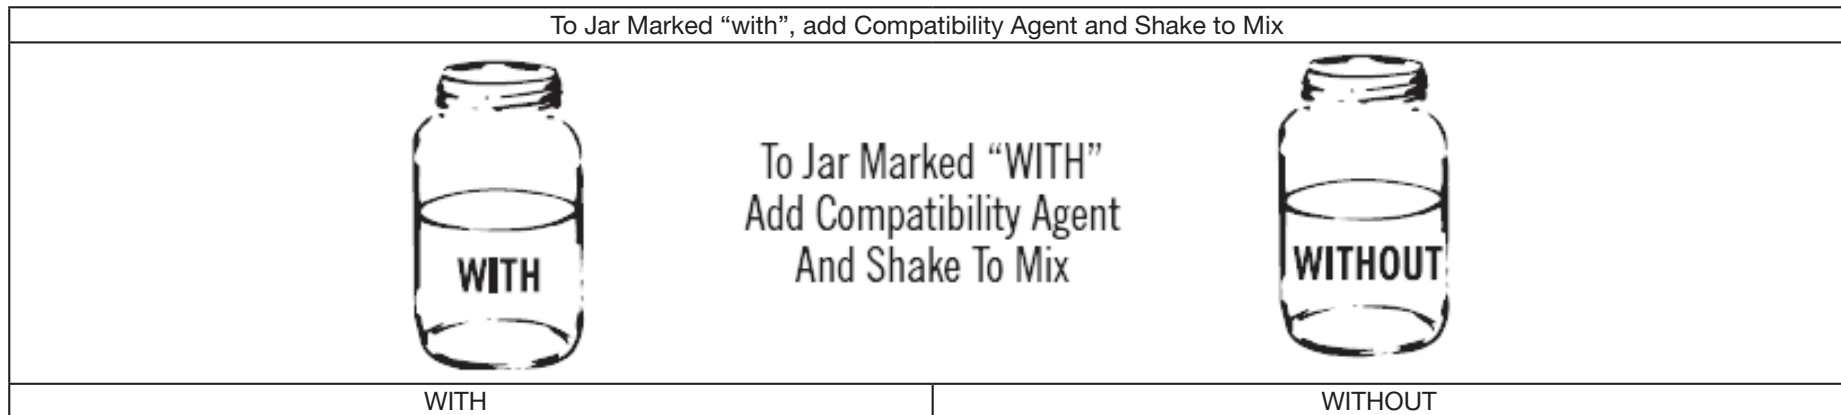 To Jar Marked “with”, add Compatibility Agent and Shake to Mix
To Jar Marked “WITH”
Add Compatibility Agent
And Shake To Mix
WITH
WITHOUT
WITH
WITHOUT